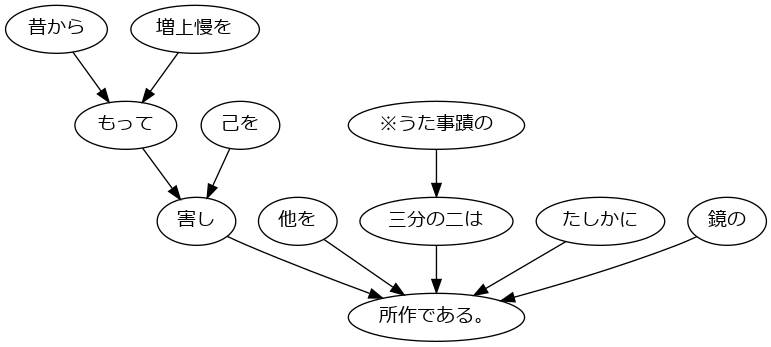 昔から
増上慢を
もって
己を
※うた事蹟の
害し
他を
三分の二は
たしかに
鏡の
所作である。